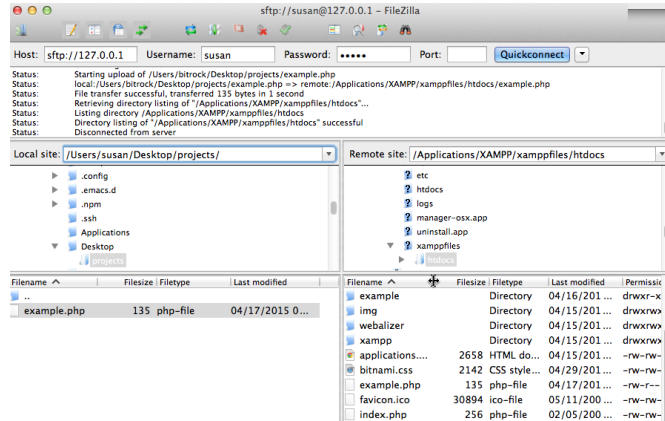 sftp://susan@127.0.0.1 - FileZilla
Host: sftp://127.0.0.1 Username: susan Password: ••••• Port: Quickconnect
Status: Starting upload of /Users/bitrock/Desktop/projects/example.php
Status: local:/Users/bitrock/Desktop/projects/example.php => remote:/Applications/XAMPP/xamppfiles/htdocs/example.php
Status: File transfer successful, transferred 135 bytes in 1 second
Status: Retrieving directory listing of "/Applications/XAMPP/xamppfiles/htdocs"...
Status: Listing directory /Applications/XAMPP/xamppfiles/htdocs
Status: Directory listing of "/Applications/XAMPP/xamppfiles/htdocs" successful
Status: Disconnected from server
Local site: /Users/susan/Desktop/projects/
.config
.emacs.d
.npm
.ssh
Applications
Desktop
projects
Filename Filesize Filetype Last modified
..
example.php 135 php-file 04/17/2015 0...
Remote site: /Applications/XAMPP/xamppfiles/htdocs
etc
htdocs
logs
manager-osx.app
uninstall.app
xamppfiles
htdocs
Filename Filesize Filetype Last modified Permissic
example Directory 04/16/201... drwxr-x
img Directory 04/15/201... drwxrwx
webalizer Directory 04/15/201... drwxrwx
xampp Directory 04/15/201... drwxrwx
applications.... 2658 HTML do... 04/15/201... -rw-rw-
bitnami.css 2142 CSS style... 04/29/201... -rw-rw-
example.php 135 php-file 04/17/201... -rw-r--
favicon.ico 30894 ico-file 05/11/200... -rw-rw-
index.php 256 php-file 02/05/200... -rw-rw-